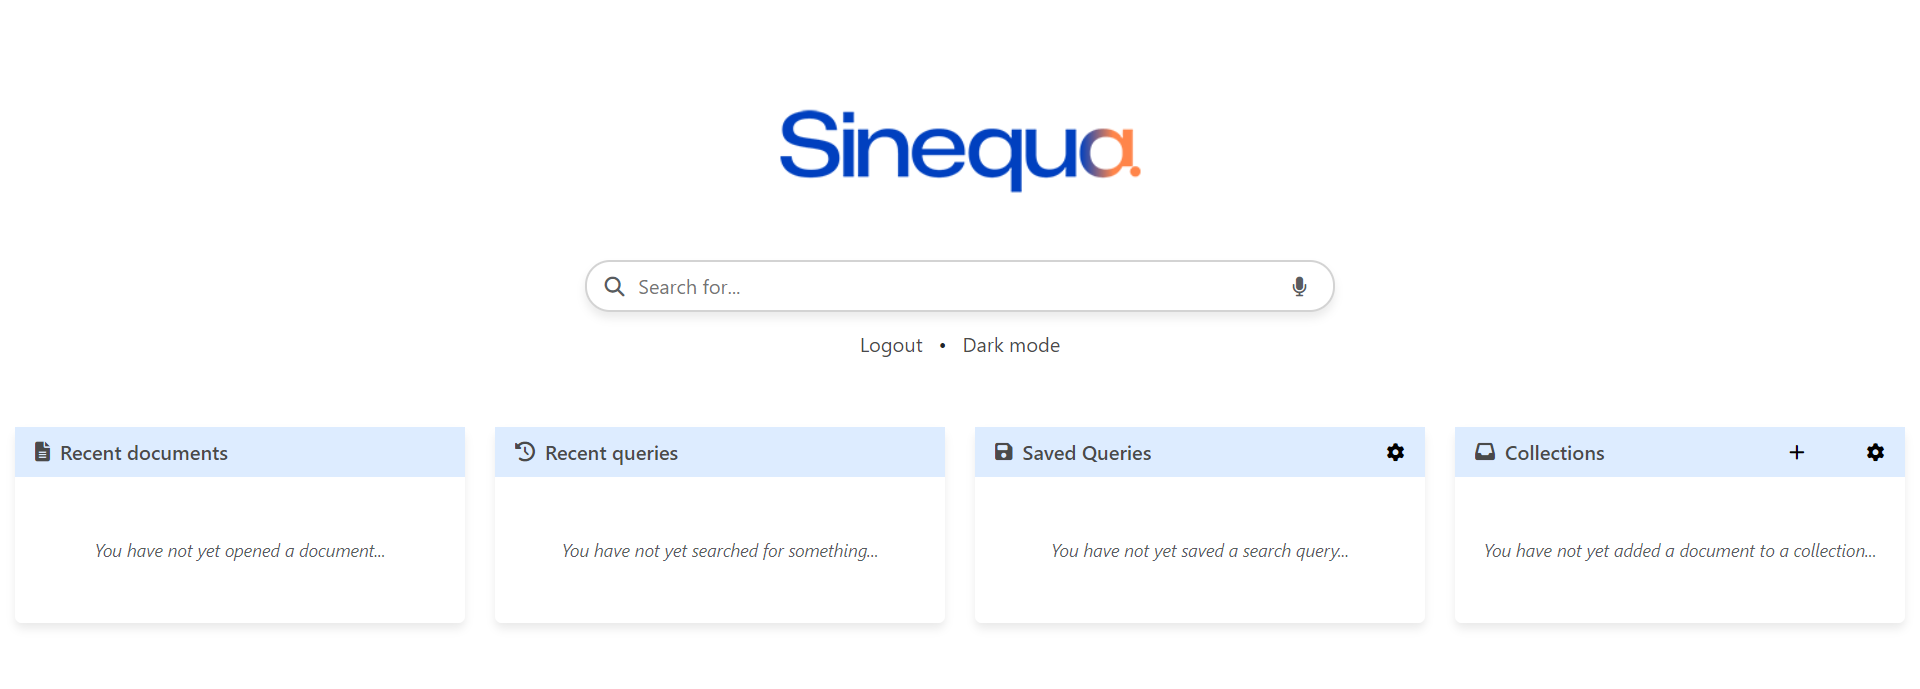 Sinequa.
Search for...
Logout • Dark mode
Recent documents
You have not yet opened a document...
Recent queries
You have not yet searched for something...
Saved Queries
You have not yet saved a search query...
Collections
You have not yet added a document to a collection...